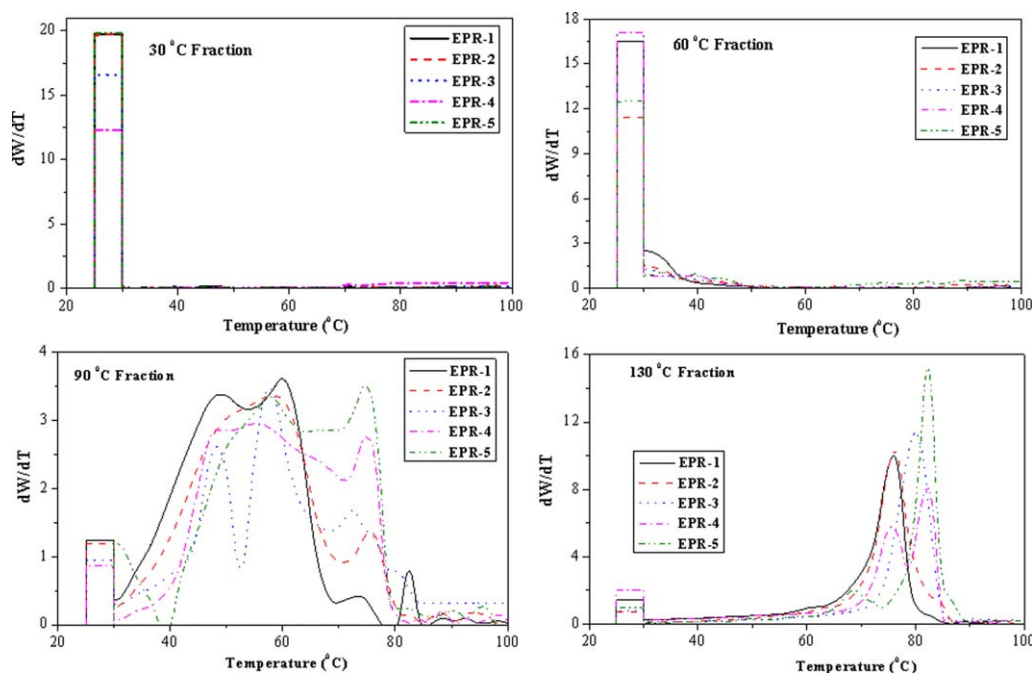 30 °C Fraction
EPR-1
EPR-2
EPR-3
EPR-4
EPR-5
dW/dT
20
15
10
5
0
20 40 60 80 100
Temperature (°C)
60 °C Fraction
EPR-1
EPR-2
EPR-3
EPR-4
EPR-5
dW/dT
18
15
12
9
6
3
0
20 40 60 80 100
Temperature (°C)
90 °C Fraction
EPR-1
EPR-2
EPR-3
EPR-4
EPR-5
dW/dT
4
3
2
1
0
20 40 60 80 100
Temperature (°C)
130 °C Fraction
EPR-1
EPR-2
EPR-3
EPR-4
EPR-5
dW/dT
16
12
8
4
0
20 40 60 80 100
Temperature (°C)